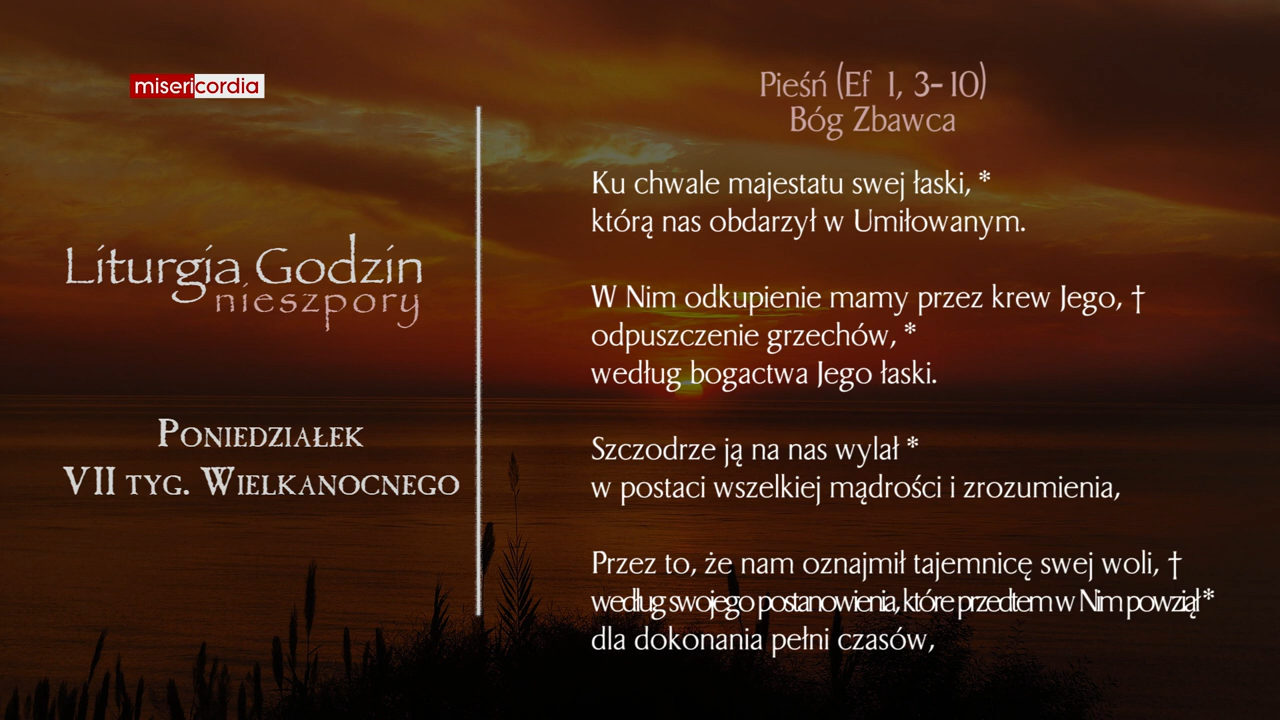 misericordia
Liturgia Godzin
nieszpory
Poniedziałek
VII tyg. Wielkanocnego
Pieśń (Ef 1, 3-10)
Bóg Zbawca
Ku chwale majestatu swej łaski, *
którą nas obdarzył w Umiłowanym.
W Nim odkupienie mamy przez krew Jego, †
odpuszczenie grzechów, *
według bogactwa Jego łaski.
Szczodrze ją na nas wylał *
w postaci wszelkiej mądrości i zrozumienia,
Przez to, że nam oznajmił tajemnicę swej woli, †
według swojego postanowienia, które przedtem w Nim powziął *
dla dokonania pełni czasów,